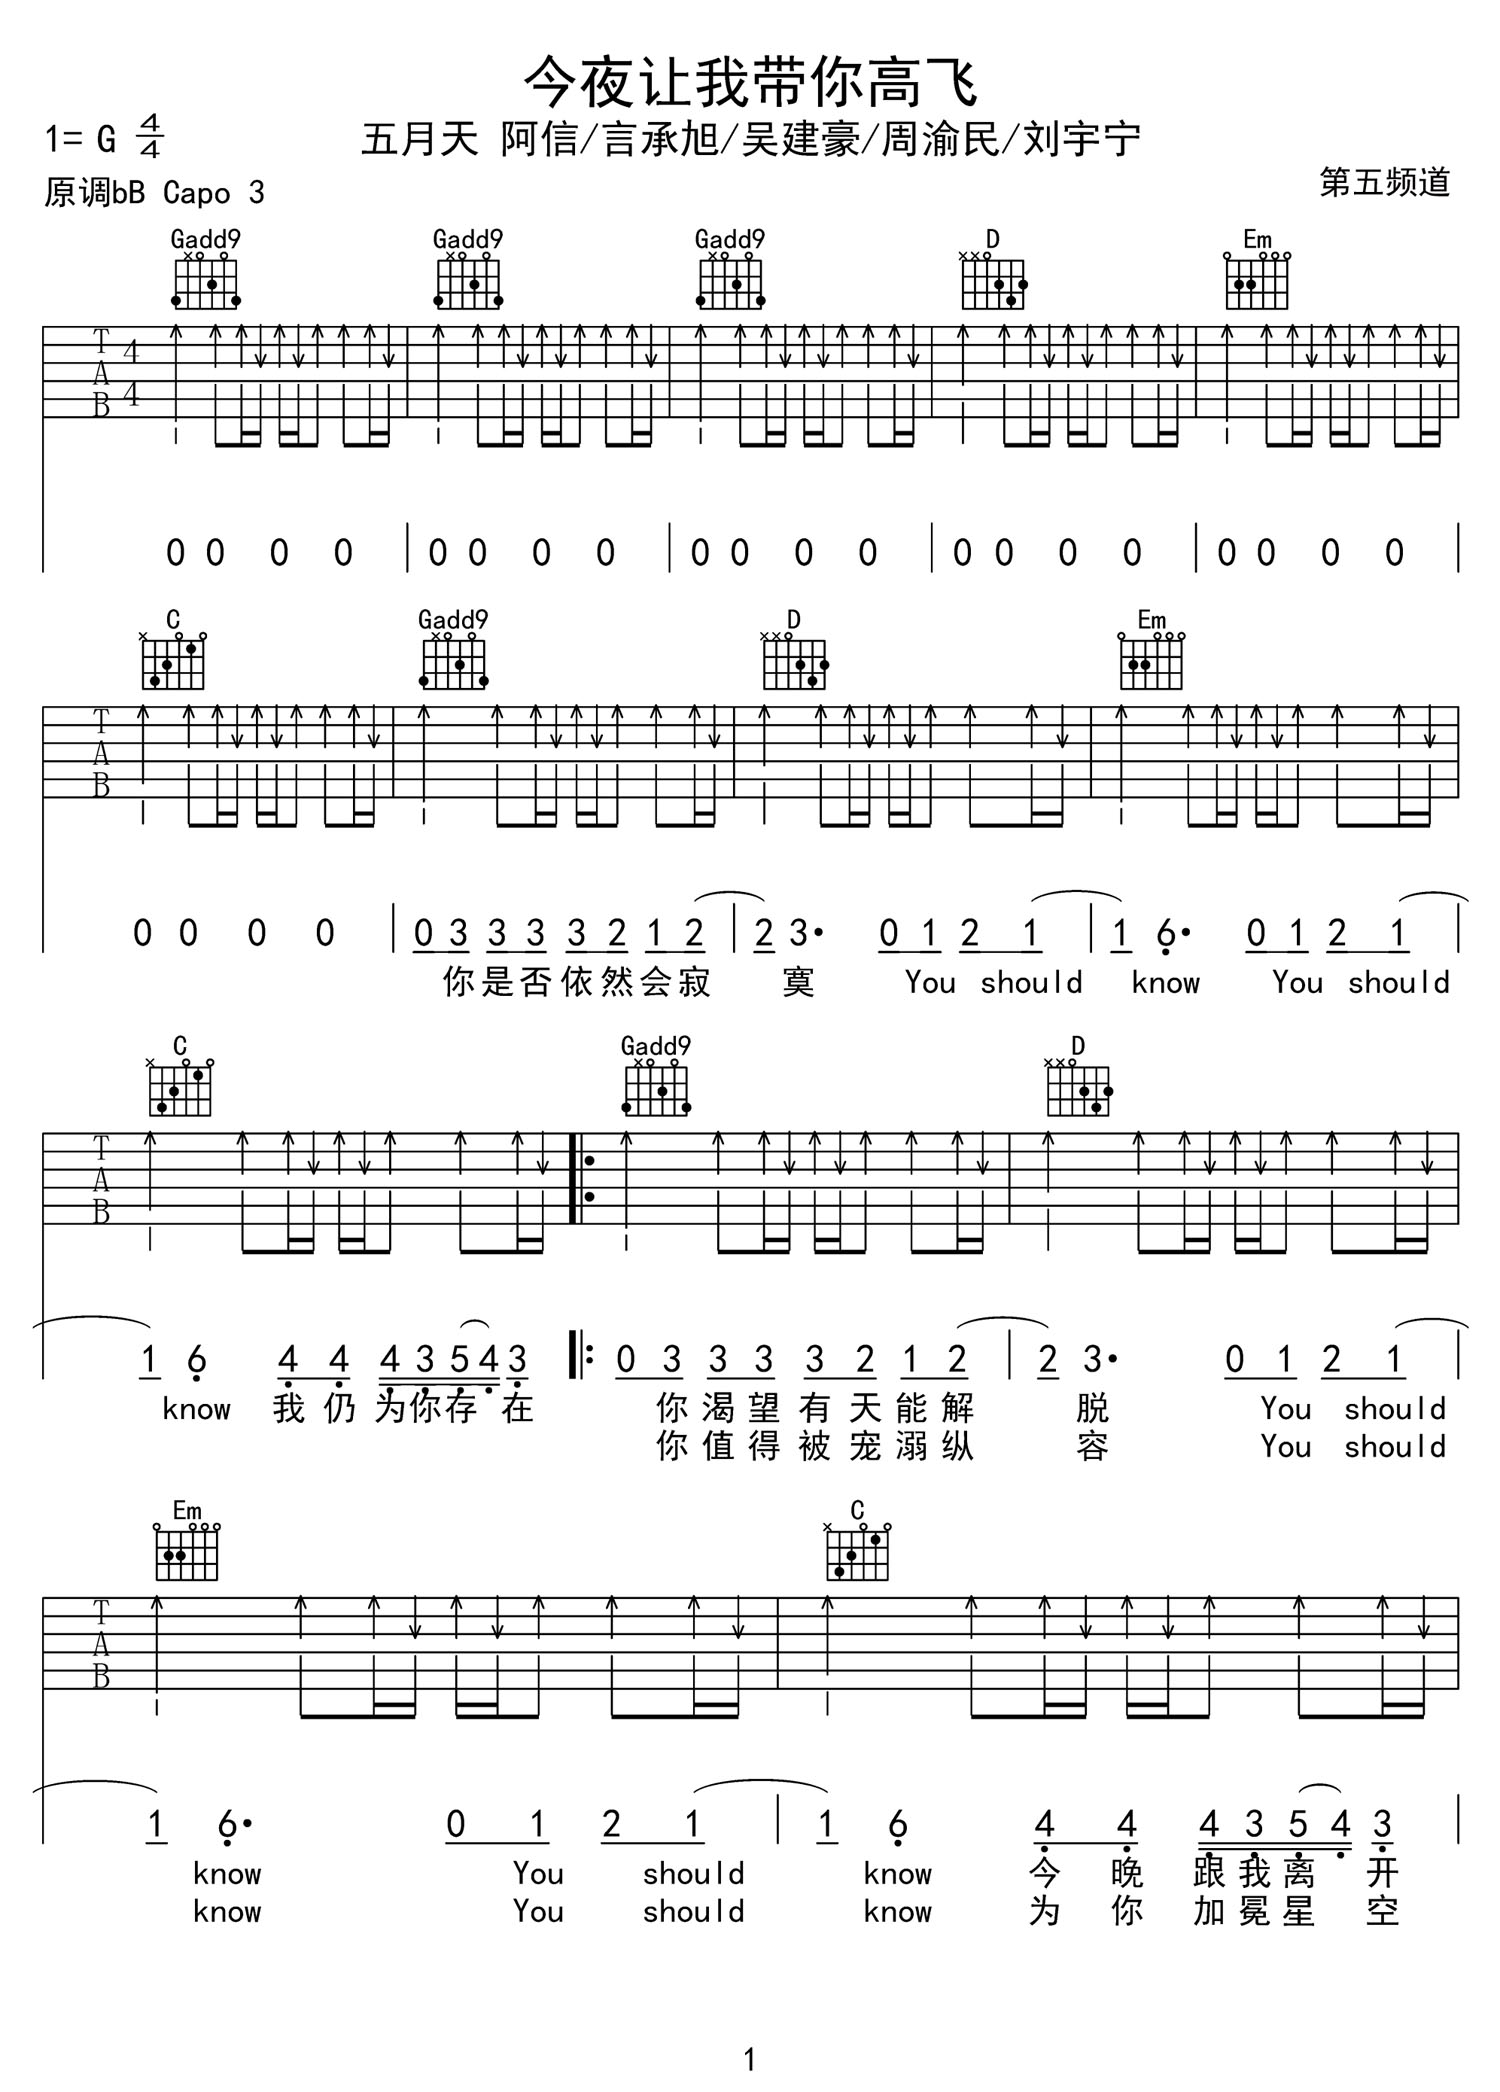 今夜让我带你高飞
1= G 4/4 五月天 阿信/言承旭/吴建豪/周渝民/刘宇宁
原调bB Capo 3 第五频道
Gadd9 Gadd9 Gadd9 D Em
T A B 4 4
0 0 0 0 | 0 0 0 0 | 0 0 0 0 | 0 0 0 0 | 0 0 0 0 |
C Gadd9 D Em
T A B
0 0 0 0 | 0 3 3 3 3 2 1 2 | 2 3· 0 1 2 1 | 1 6· 0 1 2 1 |
你是否依然会寂 寞 You should know You should
C Gadd9 D
T A B
1 6 4 4 4 3 5 4 3 |: 0 3 3 3 3 2 1 2 | 2 3· 0 1 2 1 |
know 我仍为你存在 你渴望有天能解 脱 You should
你值得被宠溺纵 容 You should
Em C
T A B
1 6· 0 1 2 1 | 1 6 4 4 4 3 5 4 3 |
know You should know 今晚跟我离开
know You should know 为你加冕星空
1